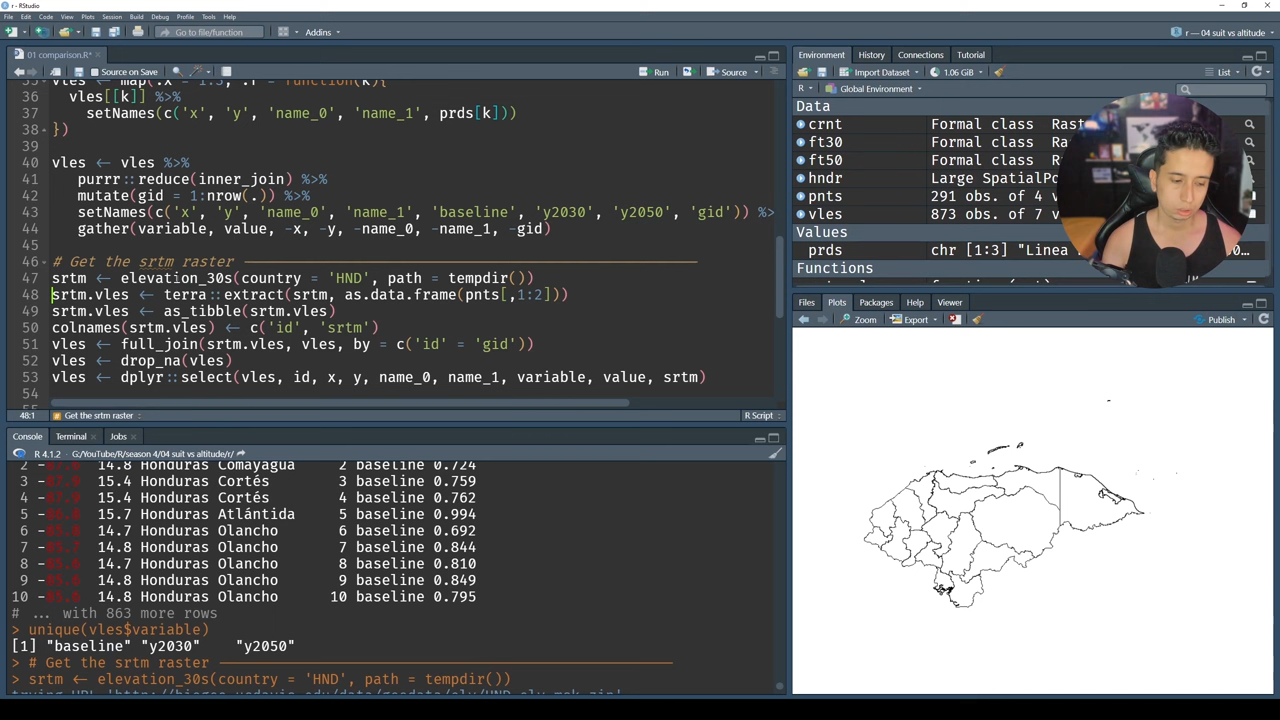 r - RStudio
File Edit Code View Plots Session Build Debug Profile Tools Help
Go to file/function Addins r — 04 suit vs altitude
01 comparison.R*
Source on Save Run Source
vles ← map(.x = 1:3, .f = function(k){
36 vles[[k]] %>%
37 setNames(c('x', 'y', 'name_0', 'name_1', prds[k]))
38 })
39
40 vles ← vles %>%
41 purrr::reduce(inner_join) %>%
42 mutate(gid = 1:nrow(.)) %>%
43 setNames(c('x', 'y', 'name_0', 'name_1', 'baseline', 'y2030', 'y2050', 'gid')) %>
44 gather(variable, value, -x, -y, -name_0, -name_1, -gid)
45
46 # Get the srtm raster
47 srtm ← elevation_30s(country = 'HND', path = tempdir())
48 srtm.vles ← terra::extract(srtm, as.data.frame(pnts[,1:2]))
49 srtm.vles ← as_tibble(srtm.vles)
50 colnames(srtm.vles) ← c('id', 'srtm')
51 vles ← full_join(srtm.vles, vles, by = c('id' = 'gid'))
52 vles ← drop_na(vles)
53 vles ← dplyr::select(vles, id, x, y, name_0, name_1, variable, value, srtm)
54
48:1 # Get the srtm raster R Script
Console Terminal Jobs
R 4.1.2 · G:/YouTube/R/season 4/04 suit vs altitude/r/
2 14.8 Honduras Comayagua 2 baseline 0.724
3 15.4 Honduras Cortés 3 baseline 0.759
4 15.4 Honduras Cortés 4 baseline 0.762
5 15.7 Honduras Atlántida 5 baseline 0.994
6 14.7 Honduras Olancho 6 baseline 0.692
7 14.8 Honduras Olancho 7 baseline 0.844
8 14.7 Honduras Olancho 8 baseline 0.810
9 14.8 Honduras Olancho 9 baseline 0.849
10 14.8 Honduras Olancho 10 baseline 0.795
# ... with 863 more rows
> unique(vles$variable)
[1] "baseline" "y2030" "y2050"
> # Get the srtm raster
> srtm ← elevation_30s(country = 'HND', path = tempdir())
Environment History Connections Tutorial
Import Dataset 1.06 GiB List
R Global Environment
Data
crnt Formal class Rast
ft30 Formal class R
ft50 Formal class R
hndr Large SpatialPo
pnts 291 obs. of 4 v
vles 873 obs. of 7 v
Values
prds chr [1:3] "Linea 0...
Functions
Files Plots Packages Help Viewer
Zoom Export Publish